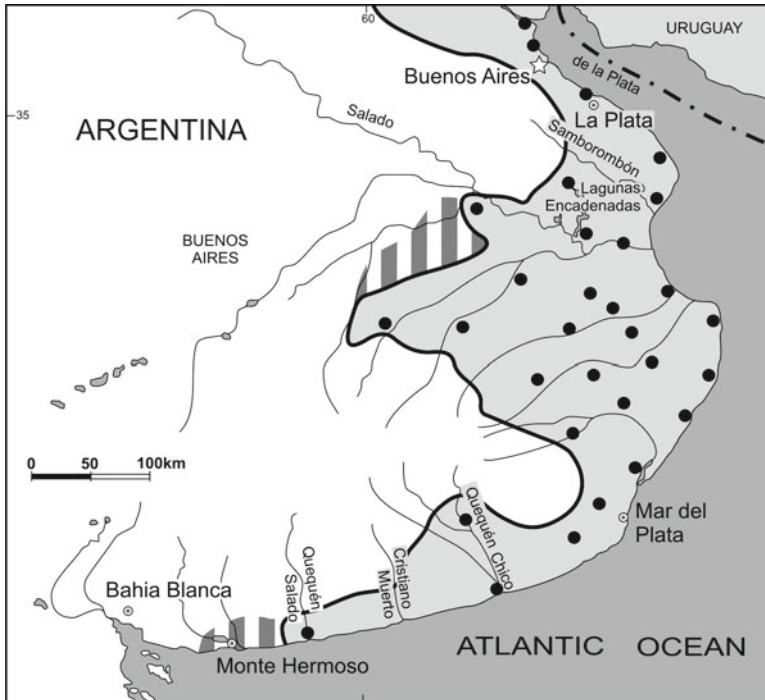 60
URUGUAY
de la Plata
Buenos Aires
35
Salado
La Plata
ARGENTINA
Samborombón
Lagunas
Encadenadas
BUENOS
AIRES
0 50 100km
Quequén Chico
Mar del
Plata
Quequén
Salado
Cristiano
Muerto
Bahia Blanca
Monte Hermoso
ATLANTIC OCEAN